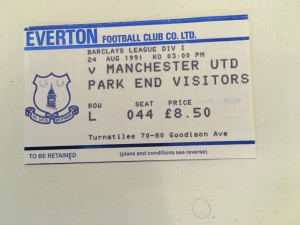 EVERTON FOOTBALL CLUB CO. LTD.
BARCLAYS LEAGUE DIV I
24 AUG 1991 KO 03:00 PM
V MANCHESTER UTD
PARK END VISITORS
ROW SEAT PRICE
L 044 £8.50
Turnstiles 70-80 Goodison Ave
TO BE RETAINED (plans and conditions see reverse)